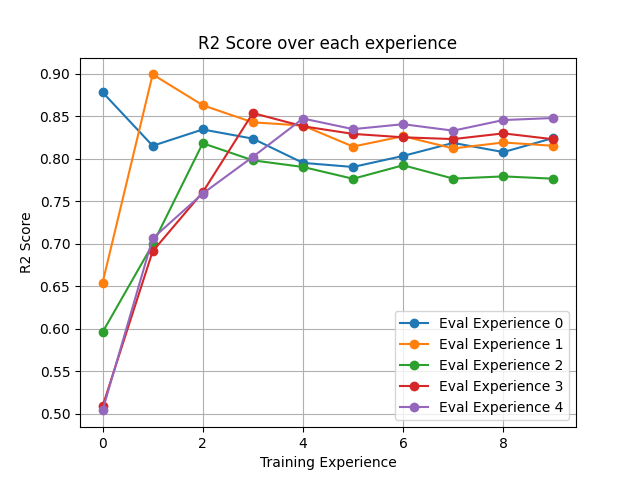 R2 Score over each experience
R2 Score
0.90
0.85
0.80
0.75
0.70
0.65
0.60
0.55
0.50
Eval Experience 0
Eval Experience 1
Eval Experience 2
Eval Experience 3
Eval Experience 4
0 2 4 6 8
Training Experience